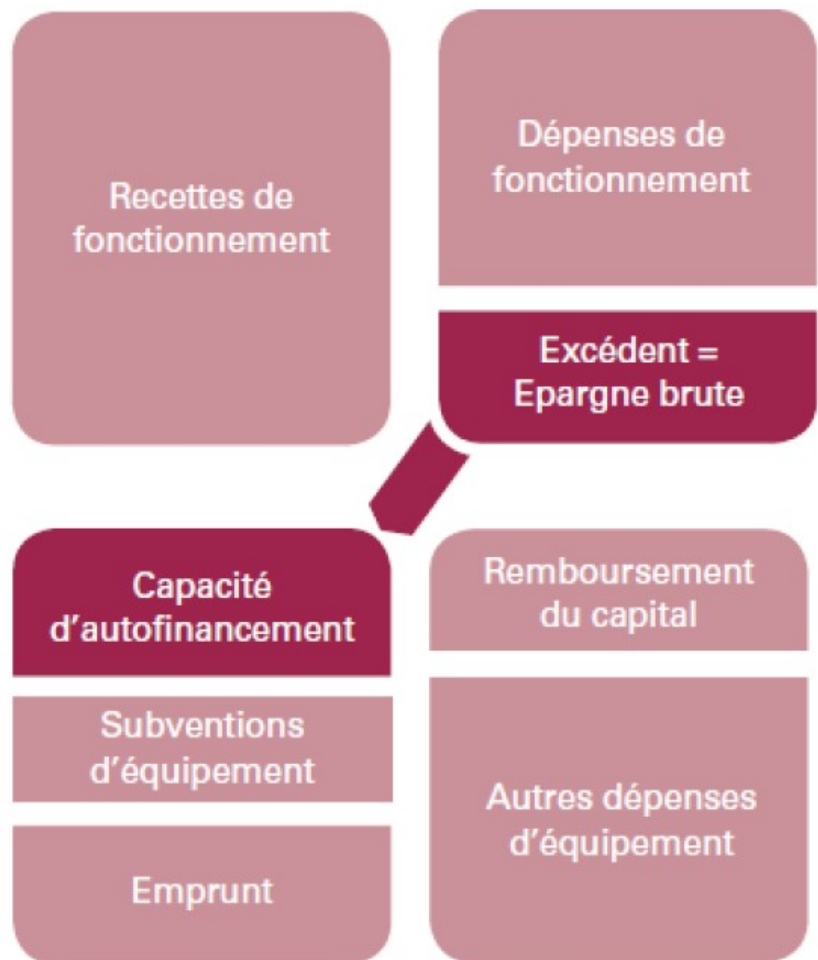 Recettes de
fonctionnement
Dépenses de
fonctionnement
Excédent =
Epargne brute
Capacité
d'autofinancement
Subventions
d'équipement
Emprunt
Remboursement
du capital
Autres dépenses
d'équipement